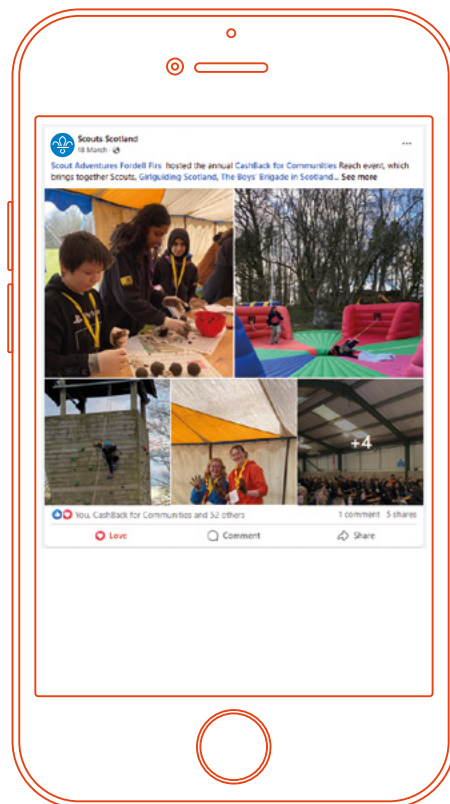 Scouts Scotland
18 March
Scout Adventures Fordell Firs hosted the annual CashBack for Communities Reach event, which
brings together Scouts, Girlguiding Scotland, The Boys' Brigade in Scotland... See more
+4
You, CashBack for Communities and 52 others 1 comment 5 shares
Love Comment Share